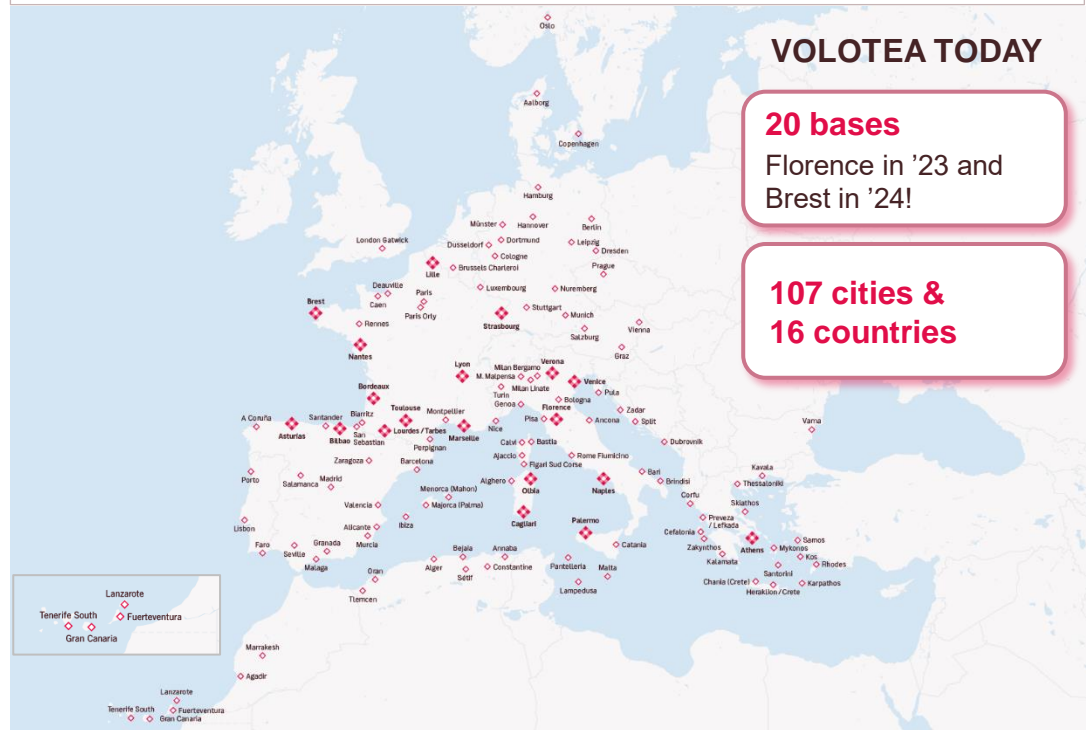 VOLOTEA TODAY
20 bases
Florence in ’23 and
Brest in ’24!
107 cities &
16 countries
Oslo
Aalborg
Copenhagen
Hamburg
Münster
Hannover
Berlin
London Gatwick
Dusseldorf
Dortmund
Leipzig
Cologne
Dresden
Lille
Brussels Charleroi
Prague
Deauville
Paris
Luxembourg
Nuremberg
Brest
Caen
Paris Orly
Stuttgart
Munich
Rennes
Strasbourg
Salzburg
Vienna
Nantes
Graz
Lyon
Milan Bergamo
Verona
M. Malpensa
Milan Linate
Venice
Bordeaux
Turin
Bologna
Pula
Genoa
Toulouse
Montpellier
Florence
Zadar
A Coruña
Santander
Biarritz
Pisa
Ancona
Split
Asturias
Bilbao
San
Sebastian
Lourdes / Tarbes
Marseille
Nice
Varna
Perpignan
Calvi
Bastia
Dubrovnik
Zaragoza
Barcelona
Ajaccio
Rome Fiumicino
Figari Sud Corse
Porto
Salamanca
Madrid
Menorca (Mahon)
Alghero
Olbia
Naples
Bari
Brindisi
Kavala
Thessaloniki
Valencia
Majorca (Palma)
Corfu
Skiathos
Lisbon
Alicante
Ibiza
Cagliari
Palermo
Preveza
/ Lefkada
Cefalonia
Samos
Faro
Seville
Granada
Murcia
Catania
Zakynthos
Athens
Mykonos
Kos
Malaga
Bejaia
Annaba
Kalamata
Rhodes
Oran
Alger
Sétif
Constantine
Pantelleria
Malta
Santorini
Chania (Crete)
Karpathos
Tlemcen
Lampedusa
Heraklion / Crete
Lanzarote
Tenerife South
Fuerteventura
Gran Canaria
Marrakesh
Agadir
Lanzarote
Tenerife South
Fuerteventura
Gran Canaria